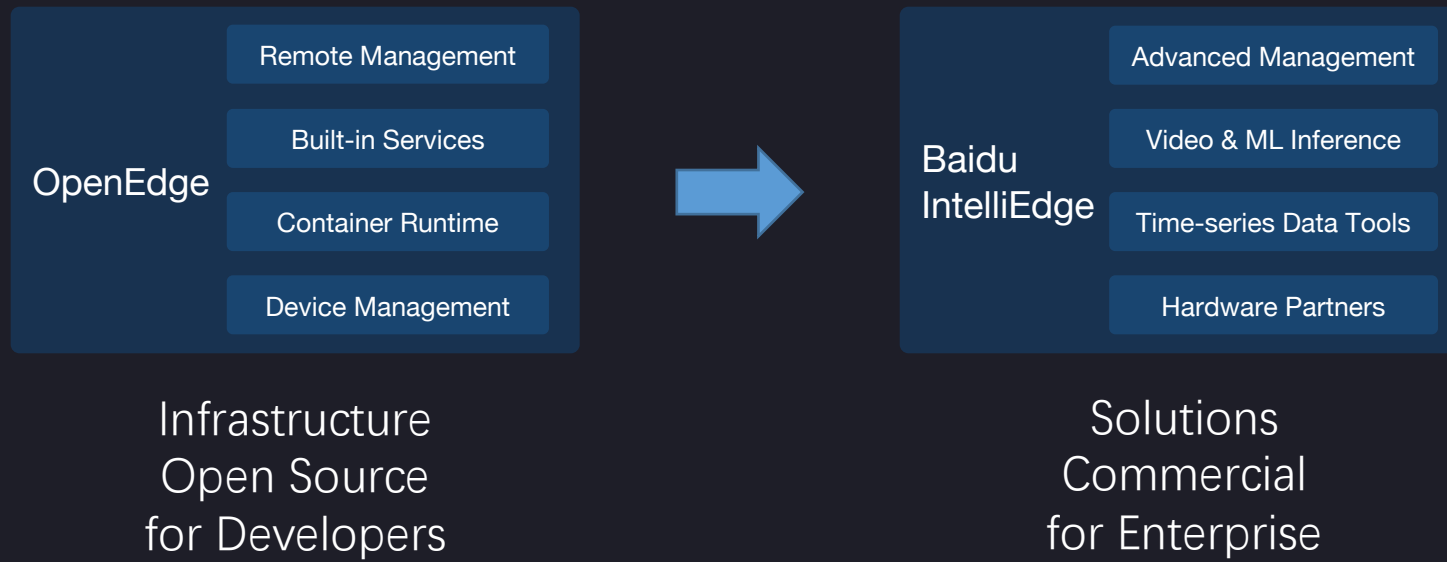 OpenEdge
Remote Management
Built-in Services
Container Runtime
Device Management
Infrastructure
Open Source
for Developers
Baidu
IntelliEdge
Advanced Management
Video & ML Inference
Time-series Data Tools
Hardware Partners
Solutions
Commercial
for Enterprise